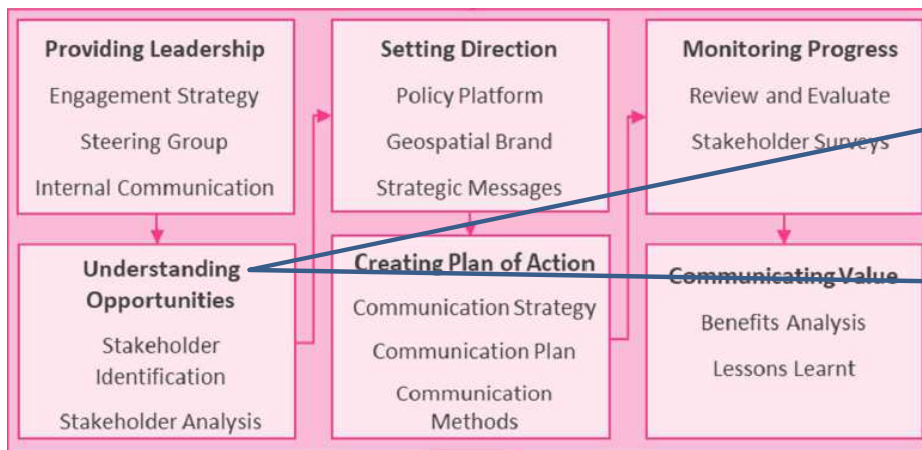 Providing Leadership
Engagement Strategy
Steering Group
Internal Communication
Understanding
Opportunities
Stakeholder
Identification
Stakeholder Analysis
Setting Direction
Policy Platform
Geospatial Brand
Strategic Messages
Creating Plan of Action
Communication Strategy
Communication Plan
Communication
Methods
Monitoring Progress
Review and Evaluate
Stakeholder Surveys
Communicating Value
Benefits Analysis
Lessons Learnt